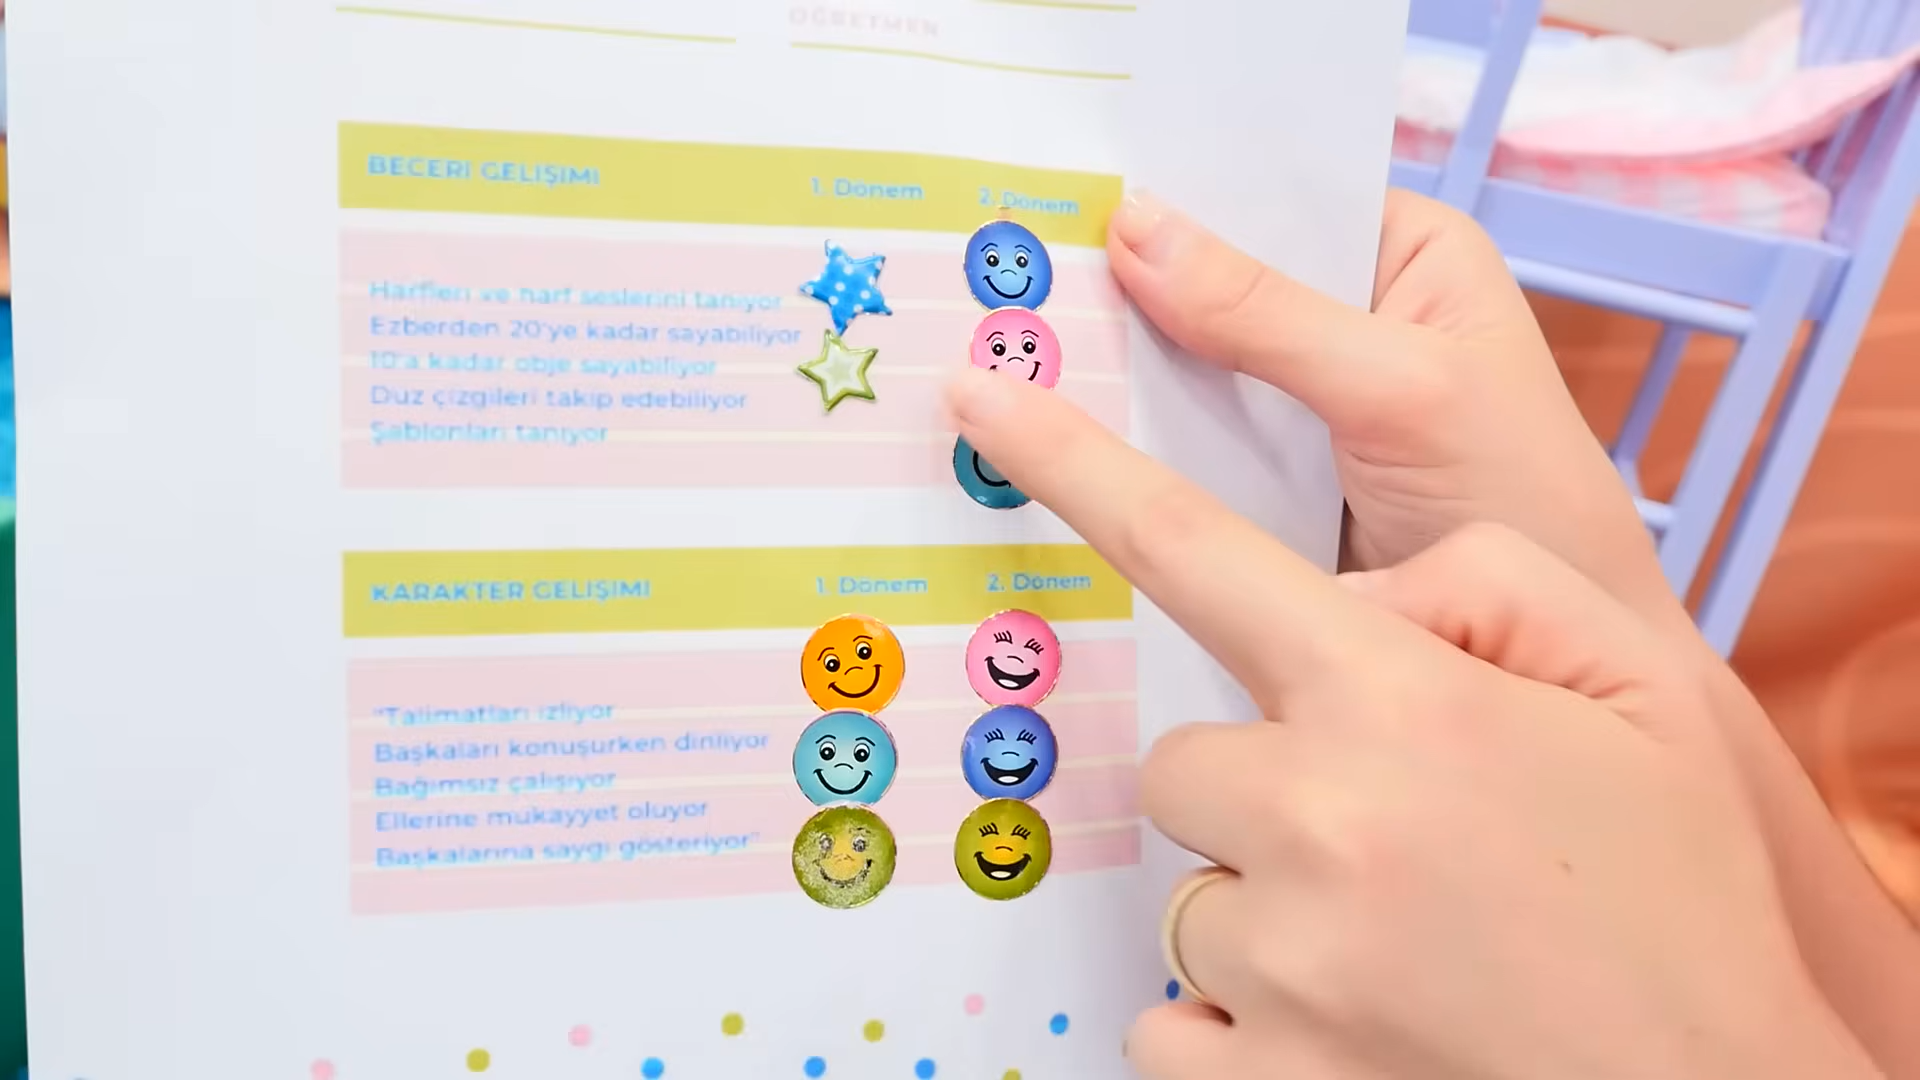 ÖĞRETMEN
BECERİ GELİŞİMİ 1. Dönem 2. Dönem
Harfleri ve harf seslerini tanıyor
Ezberden 20'ye kadar sayabiliyor
10'a kadar obje sayabiliyor
Düz çizgileri takip edebiliyor
Şablonları tanıyor
KARAKTER GELİŞİMİ 1. Dönem 2. Dönem
"Talimatları izliyor
Başkaları konuşurken dinliyor
Bağımsız çalışıyor
Ellerine mukayyet oluyor
Başkalarına saygı gösteriyor"